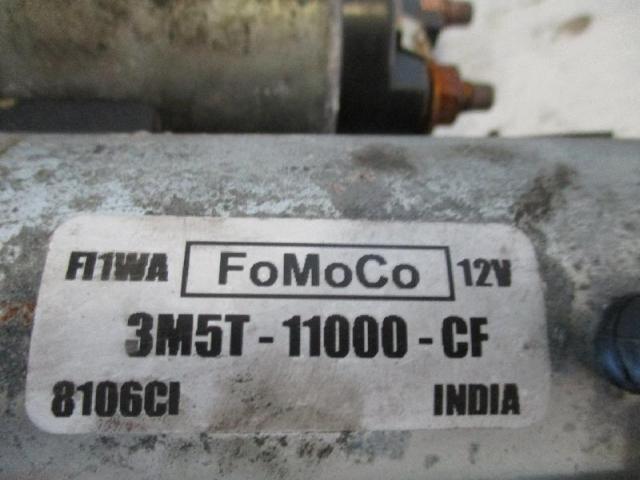 FI1WA FoMoCo 12V
3M5T - 11000 - CF
8106CI INDIA